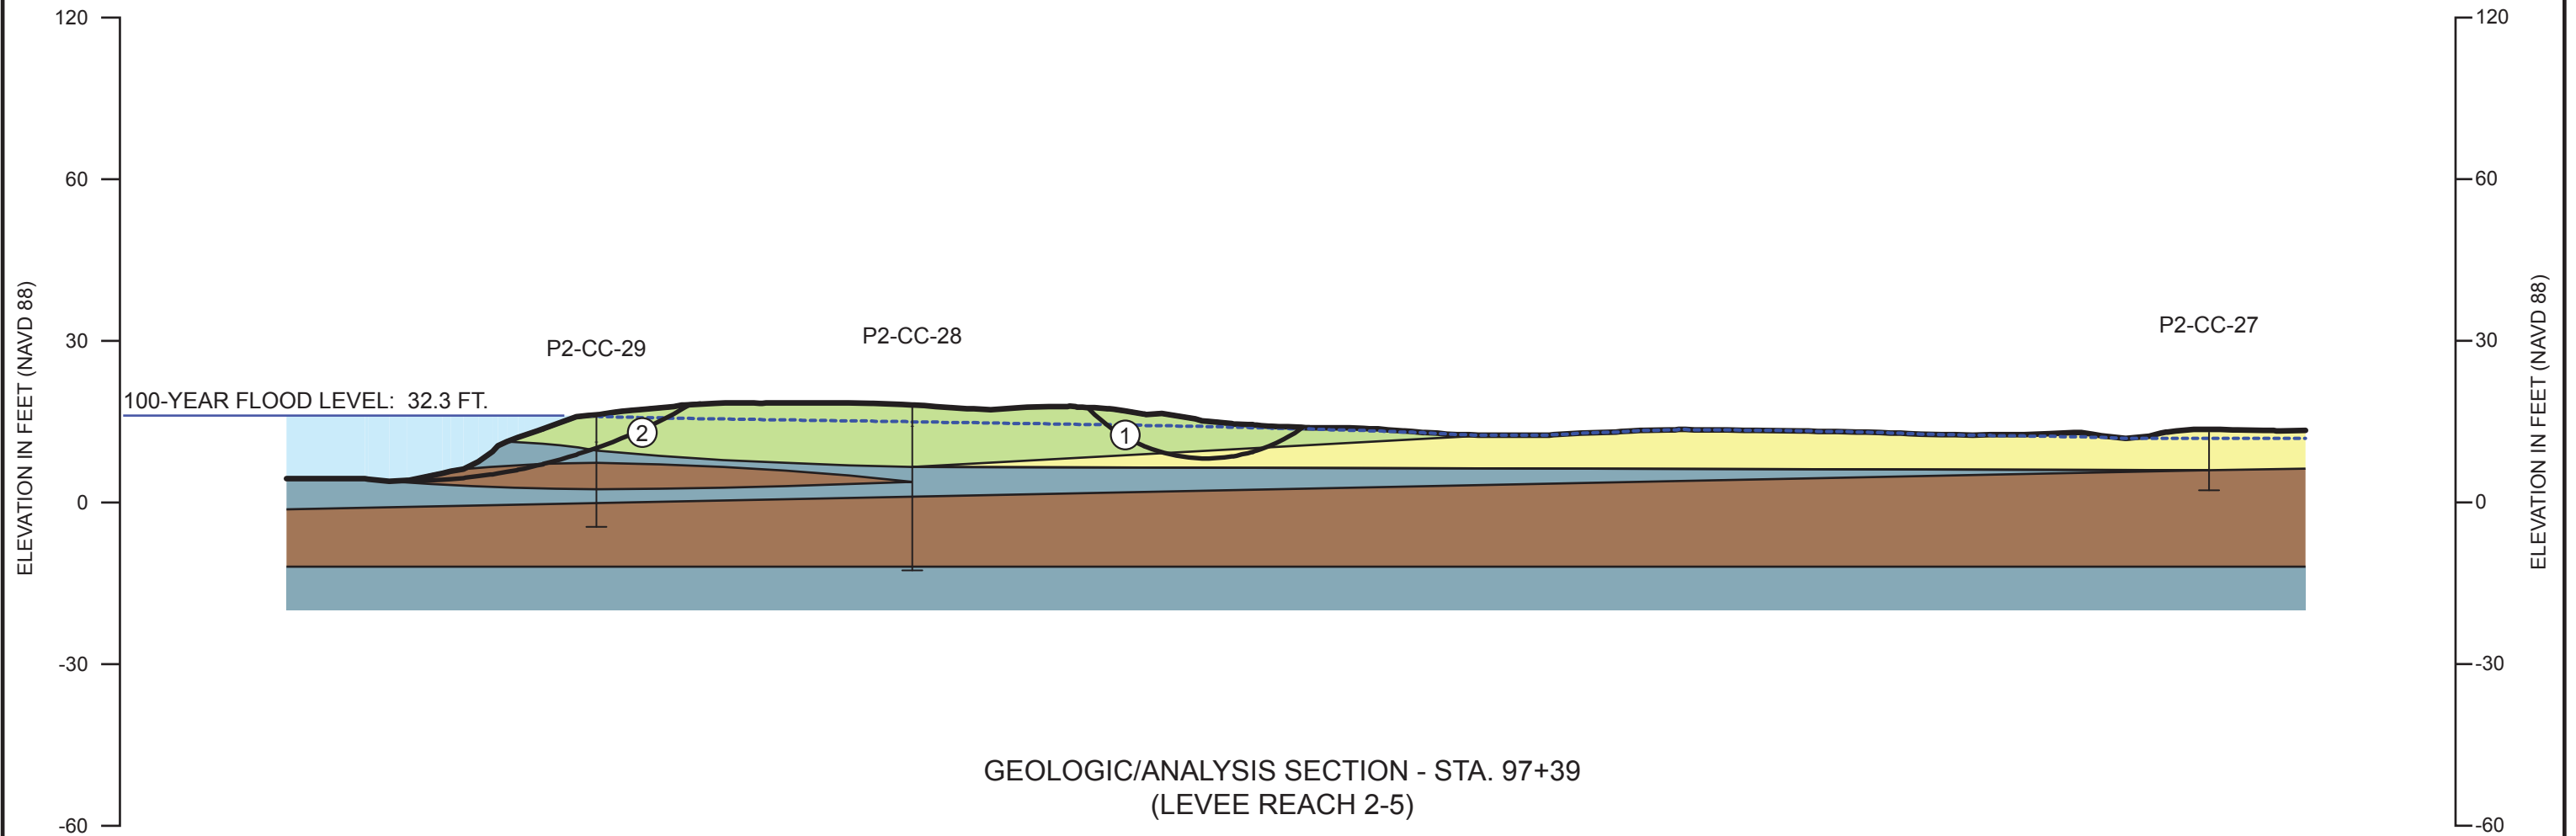 120
120
60
60
30
30
P2-CC-29
P2-CC-28
P2-CC-27
100-YEAR FLOOD LEVEL: 32.3 FT.
ELEVATION IN FEET (NAVD 88)
ELEVATION IN FEET (NAVD 88)
2
1
0
0
-30
-30
GEOLOGIC/ANALYSIS SECTION - STA. 97+39
(LEVEE REACH 2-5)
-60
-60